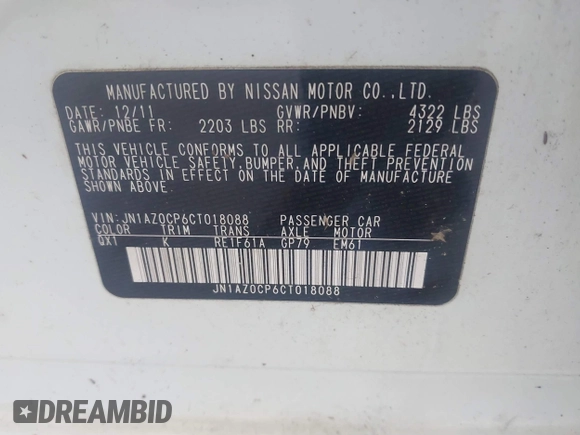 MANUFACTURED BY NISSAN MOTOR CO.,LTD.
DATE: 12/11 GVWR/PNBV: 4322 LBS
GAWR/PNBE FR: 2203 LBS RR: 2129 LBS
THIS VEHICLE CONFORMS TO ALL APPLICABLE FEDERAL
MOTOR VEHICLE SAFETY,BUMPER,AND THEFT PREVENTION
STANDARDS IN EFFECT ON THE DATE OF MANUFACTURE
SHOWN ABOVE.
VIN:JN1AZ0CP6CT018088 PASSENGER CAR
COLOR TRIM TRANS AXLE MOTOR
QX1 K RE1F61A GP79 EM61
JN1AZ0CP6CT018088
DREAMBID